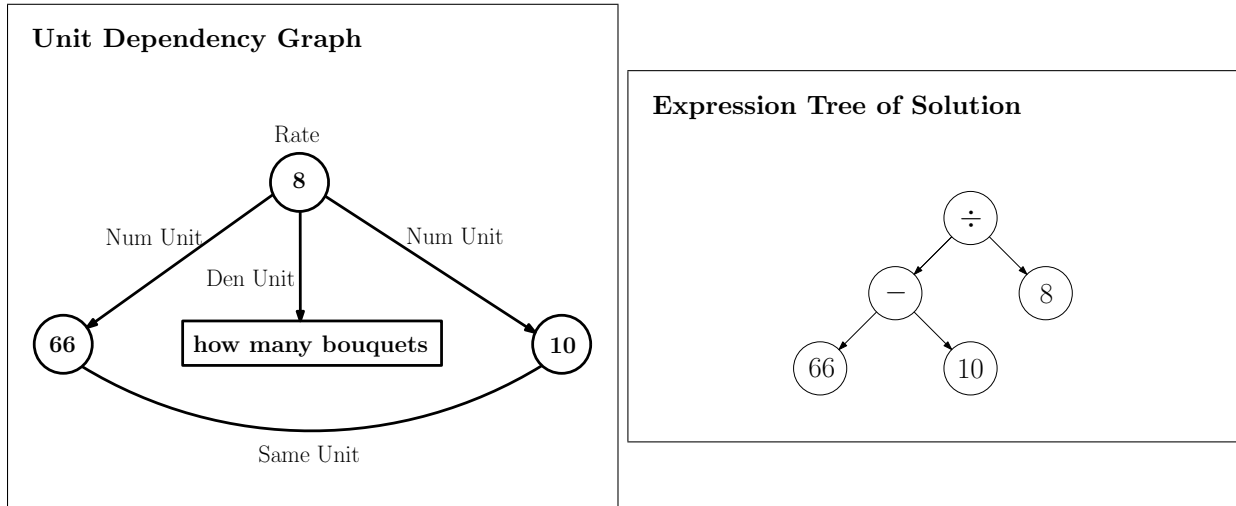 Unit Dependency Graph
Rate
8
Num Unit
Num Unit
Den Unit
66
how many bouquets
10
Same Unit
Expression Tree of Solution
÷
−
8
66
10